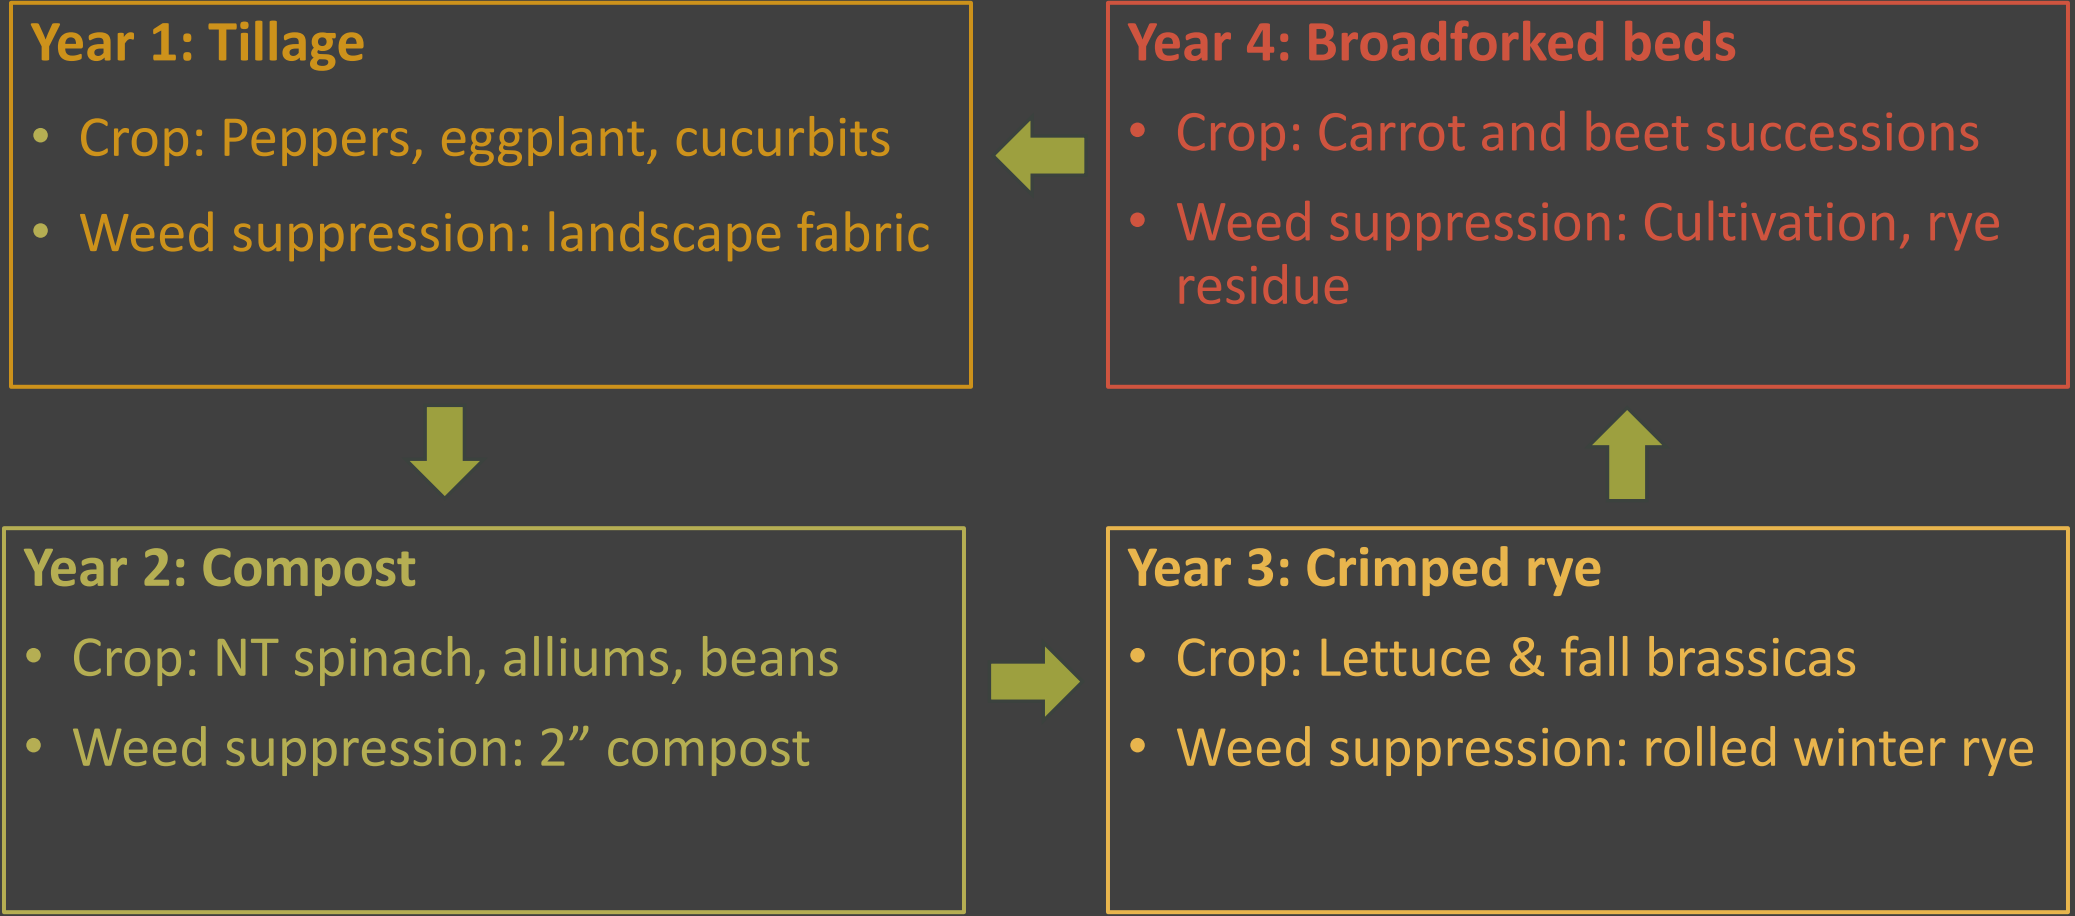 Year 1: Tillage
• Crop: Peppers, eggplant, cucurbits
• Weed suppression: landscape fabric
Year 4: Broadforked beds
• Crop: Carrot and beet successions
• Weed suppression: Cultivation, rye
residue
Year 2: Compost
• Crop: NT spinach, alliums, beans
• Weed suppression: 2” compost
Year 3: Crimped rye
• Crop: Lettuce & fall brassicas
• Weed suppression: rolled winter rye